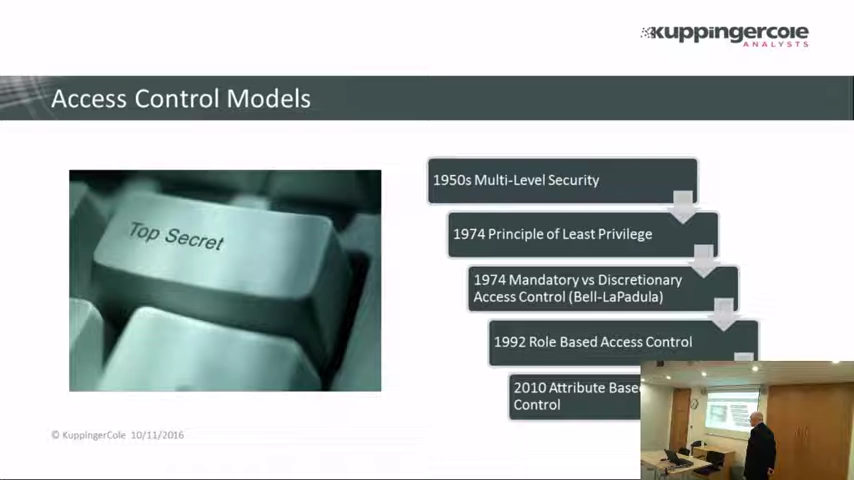 kuppingercole
ANALYSTS
Access Control Models
Top Secret
1950s Multi-Level Security
1974 Principle of Least Privilege
1974 Mandatory vs Discretionary
Access Control (Bell-LaPadula)
1992 Role Based Access Control
2010 Attribute Base
Control
© KuppingerCole 10/11/2016